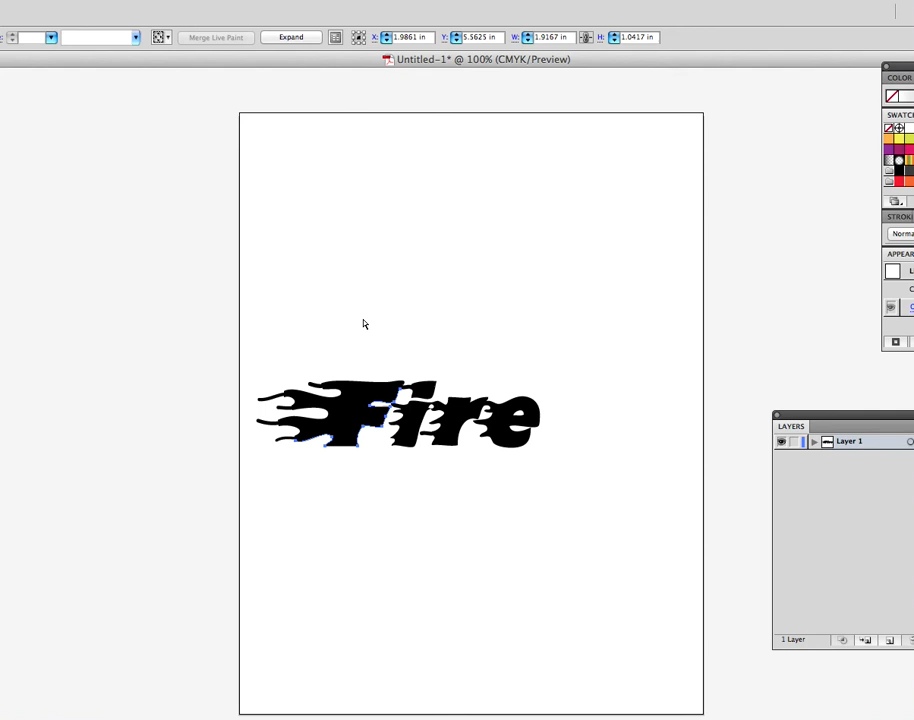 Merge Live Paint Expand X: 1.9861 in Y: 5.5625 in W: 1.9167 in H: 1.0417 in
Untitled-1* @ 100% (CMYK/Preview)
COLOR
SWATC
STROK
Norma
APPEAR
Fire
LAYERS
Layer 1
1 Layer